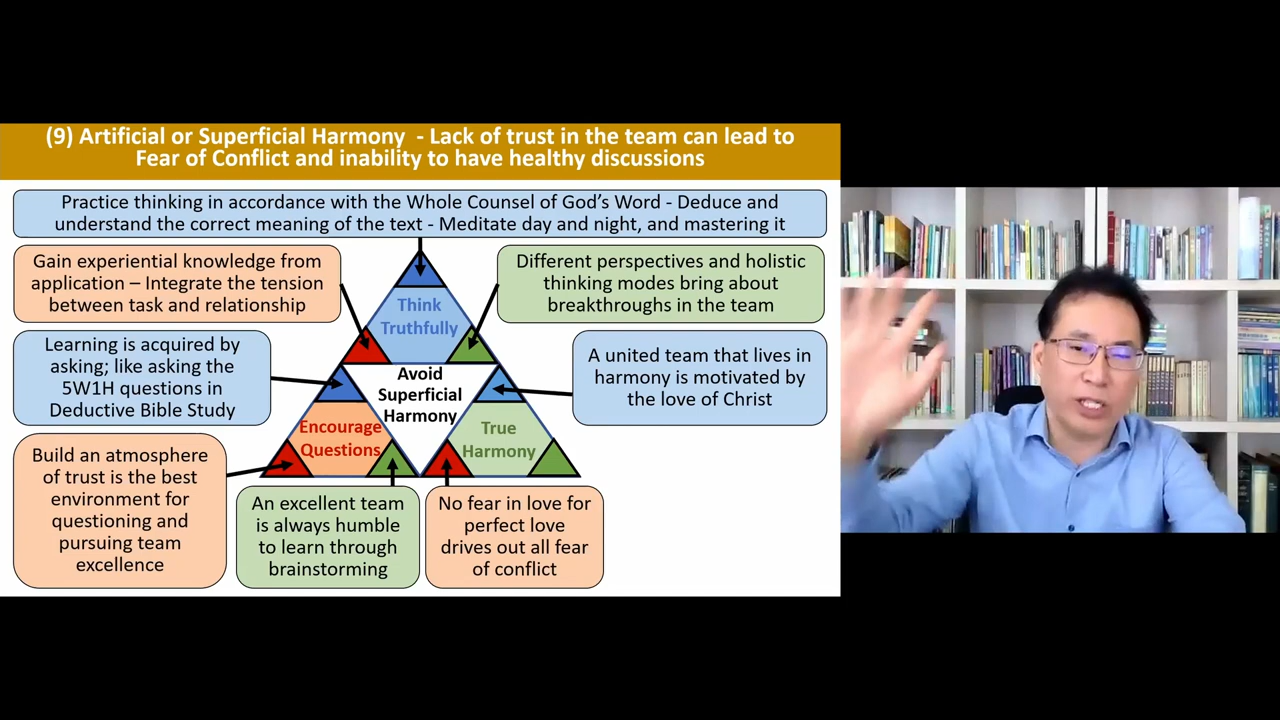 (9) Artificial or Superficial Harmony - Lack of trust in the team can lead to
Fear of Conflict and inability to have healthy discussions
Practice thinking in accordance with the Whole Counsel of God’s Word - Deduce and
understand the correct meaning of the text - Meditate day and night, and mastering it
Gain experiential knowledge from
application – Integrate the tension
between task and relationship
Different perspectives and holistic
thinking modes bring about
breakthroughs in the team
Think
Truthfully
Learning is acquired by
asking; like asking the
5W1H questions in
Deductive Bible Study
Avoid
Superficial
Harmony
A united team that lives in
harmony is motivated by
the love of Christ
Encourage
Questions
True
Harmony
Build an atmosphere
of trust is the best
environment for
questioning and
pursuing team
excellence
An excellent team
is always humble
to learn through
brainstorming
No fear in love for
perfect love
drives out all fear
of conflict